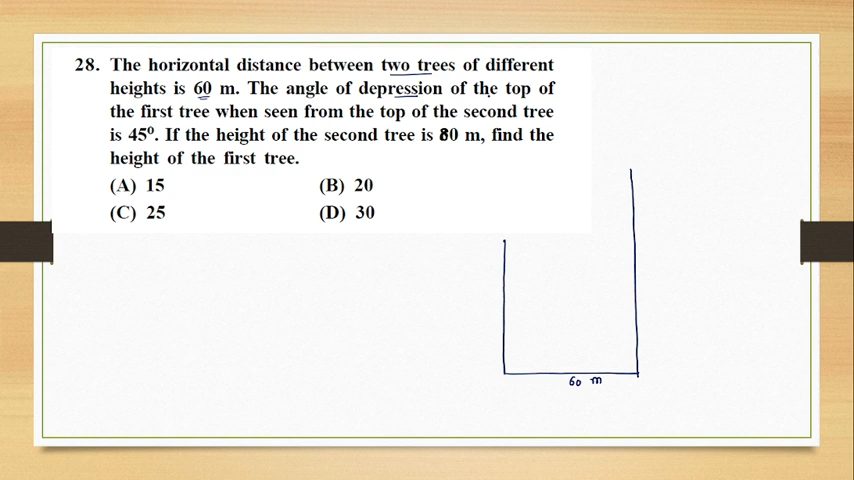 28. The horizontal distance between two trees of different
heights is 60 m. The angle of depression of the top of
the first tree when seen from the top of the second tree
is 45⁰. If the height of the second tree is 80 m, find the
height of the first tree.
(A) 15 (B) 20
(C) 25 (D) 30
60 m